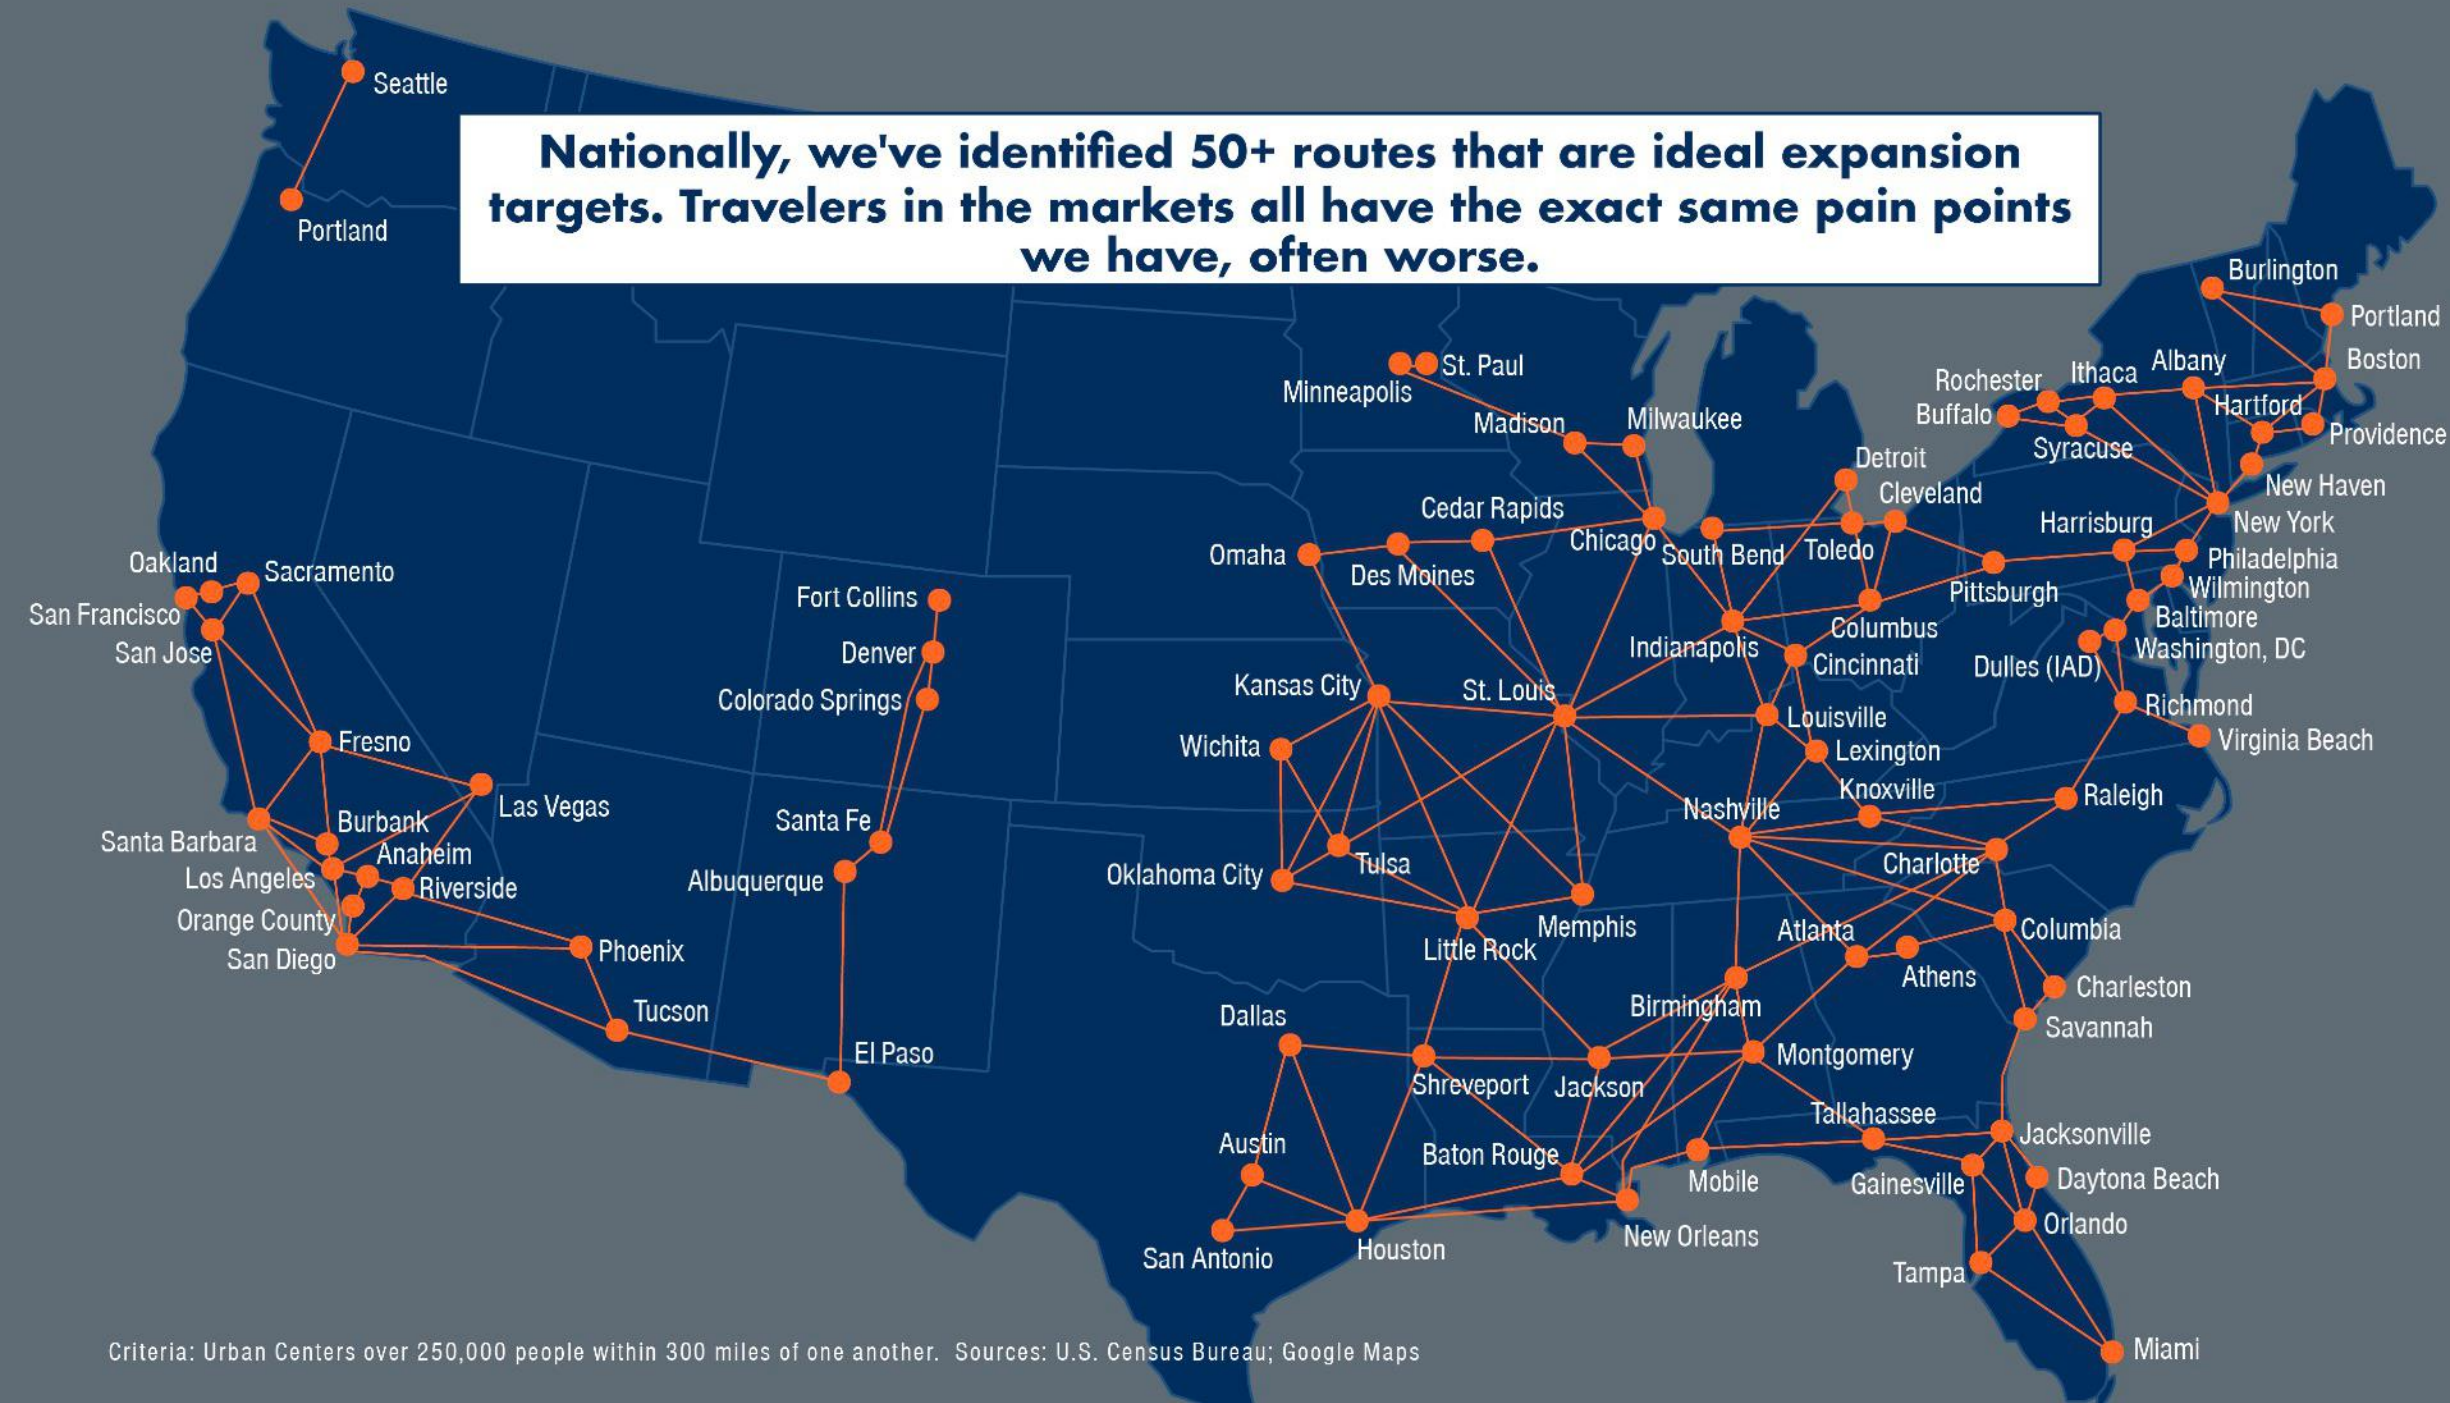 Seattle
Nationally, we've identified 50+ routes that are ideal expansion
targets. Travelers in the markets all have the exact same pain points
we have, often worse.
Portland
Burlington
Portland
Boston
St. Paul
Minneapolis
Albany
Ithaca
Rochester
Hartford
Buffalo
Madison
Milwaukee
Providence
Syracuse
Detroit
New Haven
Cleveland
Cedar Rapids
Harrisburg
New York
Chicago
South Bend
Toledo
Omaha
Oakland
Sacramento
Philadelphia
Des Moines
Pittsburgh
Wilmington
Fort Collins
San Francisco
Baltimore
Columbus
Indianapolis
Washington, DC
San Jose
Denver
Cincinnati
Dulles (IAD)
Kansas City
St. Louis
Colorado Springs
Richmond
Louisville
Fresno
Wichita
Virginia Beach
Lexington
Knoxville
Raleigh
Las Vegas
Nashville
Burbank
Santa Fe
Santa Barbara
Anaheim
Tulsa
Charlotte
Los Angeles
Riverside
Albuquerque
Oklahoma City
Orange County
Memphis
Atlanta
Columbia
San Diego
Phoenix
Little Rock
Athens
Charleston
Tucson
Dallas
Birmingham
Savannah
El Paso
Montgomery
Shreveport
Jackson
Tallahassee
Jacksonville
Austin
Baton Rouge
Mobile
Gainesville
Daytona Beach
Orlando
New Orleans
San Antonio
Houston
Tampa
Miami
Criteria: Urban Centers over 250,000 people within 300 miles of one another. Sources: U.S. Census Bureau; Google Maps